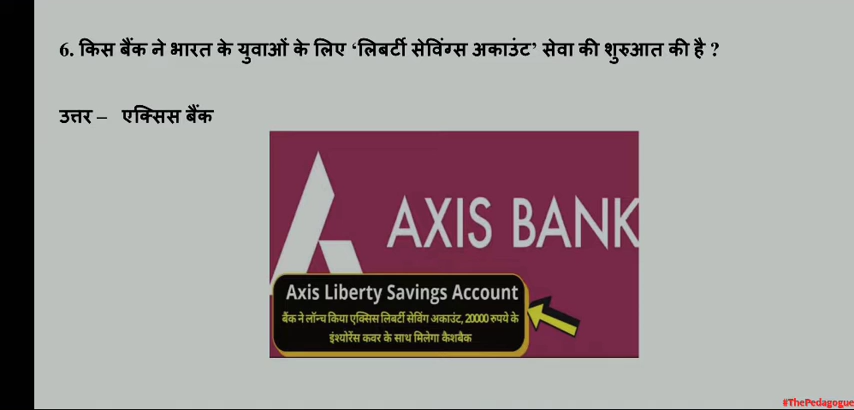 6. किस बैंक ने भारत के युवाओं के लिए ‘लिबर्टी सेविंग्स अकाउंट’ सेवा की शुरुआत की है ?
उत्तर – एक्सिस बैंक
AXIS BANK
Axis Liberty Savings Account
बैंक ने लॉन्च किया एक्सिस लिबर्टी सेविंग अकाउंट, 20000 रुपये के
इंश्योरेंस कवर के साथ मिलेगा कैशबैक
#ThePedagogue